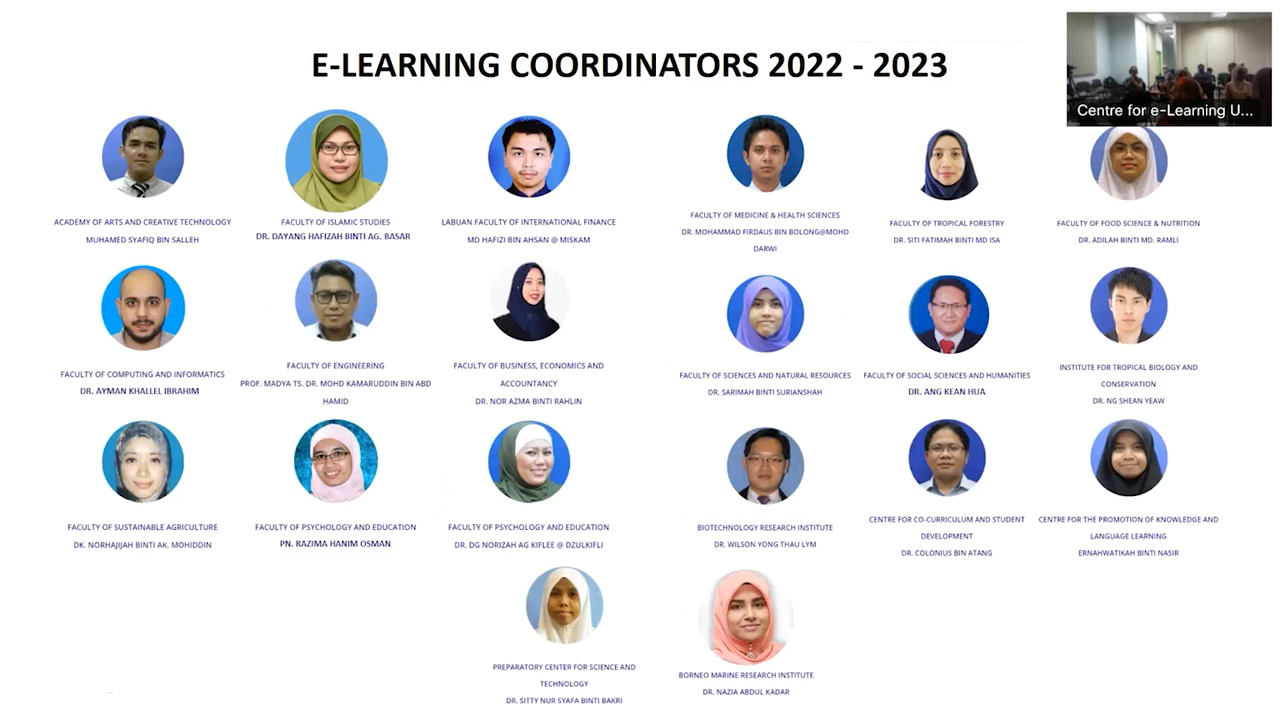 E-LEARNING COORDINATORS 2022 - 2023
Centre for e-Learning U...
ACADEMY OF ARTS AND CREATIVE TECHNOLOGY
MUHAMED SYAFIQ BIN SALLEH
FACULTY OF ISLAMIC STUDIES
DR. DAYANG HAFIZAH BINTI AG. BASAR
LABUAN FACULTY OF INTERNATIONAL FINANCE
MD HAFIZI BIN AHSAN @ MISKAM
FACULTY OF MEDICINE & HEALTH SCIENCES
DR. MOHAMMAD FIRDAUS BIN BOLONG@MOHD
DARWI
FACULTY OF TROPICAL FORESTRY
DR. SITI FATIMAH BINTI MD ISA
FACULTY OF FOOD SCIENCE & NUTRITION
DR. ADILAH BINTI MD. RAMLI
FACULTY OF COMPUTING AND INFORMATICS
DR. AYMAN KHALLEL IBRAHIM
FACULTY OF ENGINEERING
PROF. MADYA TS. DR. MOHD KAMARUDDIN BIN ABD
HAMID
FACULTY OF BUSINESS, ECONOMICS AND
ACCOUNTANCY
DR. NOR AZMA BINTI RAHLIN
FACULTY OF SCIENCES AND NATURAL RESOURCES
DR. SARIMAH BINTI SURIANSHAH
FACULTY OF SOCIAL SCIENCES AND HUMANITIES
DR. ANG KEAN HUA
INSTITUTE FOR TROPICAL BIOLOGY AND
CONSERVATION
DR. NG SHEAN YEAW
FACULTY OF SUSTAINABLE AGRICULTURE
DK. NORHAJIJAH BINTI AK. MOHIDDIN
FACULTY OF PSYCHOLOGY AND EDUCATION
PN. RAZIMA HANIM OSMAN
FACULTY OF PSYCHOLOGY AND EDUCATION
DR. DG NORIZAH AG KIFLEE @ DZULKIFLI
BIOTECHNOLOGY RESEARCH INSTITUTE
DR. WILSON YONG THAU LYM
CENTRE FOR CO-CURRICULUM AND STUDENT
DEVELOPMENT
DR. COLONIUS BIN ATANG
CENTRE FOR THE PROMOTION OF KNOWLEDGE AND
LANGUAGE LEARNING
ERNAHWATIKAH BINTI NASIR
PREPARATORY CENTER FOR SCIENCE AND
TECHNOLOGY
DR. SITTY NUR SYAFA BINTI BAKRI
BORNEO MARINE RESEARCH INSTITUTE
DR. NAZIA ABDUL KADAR